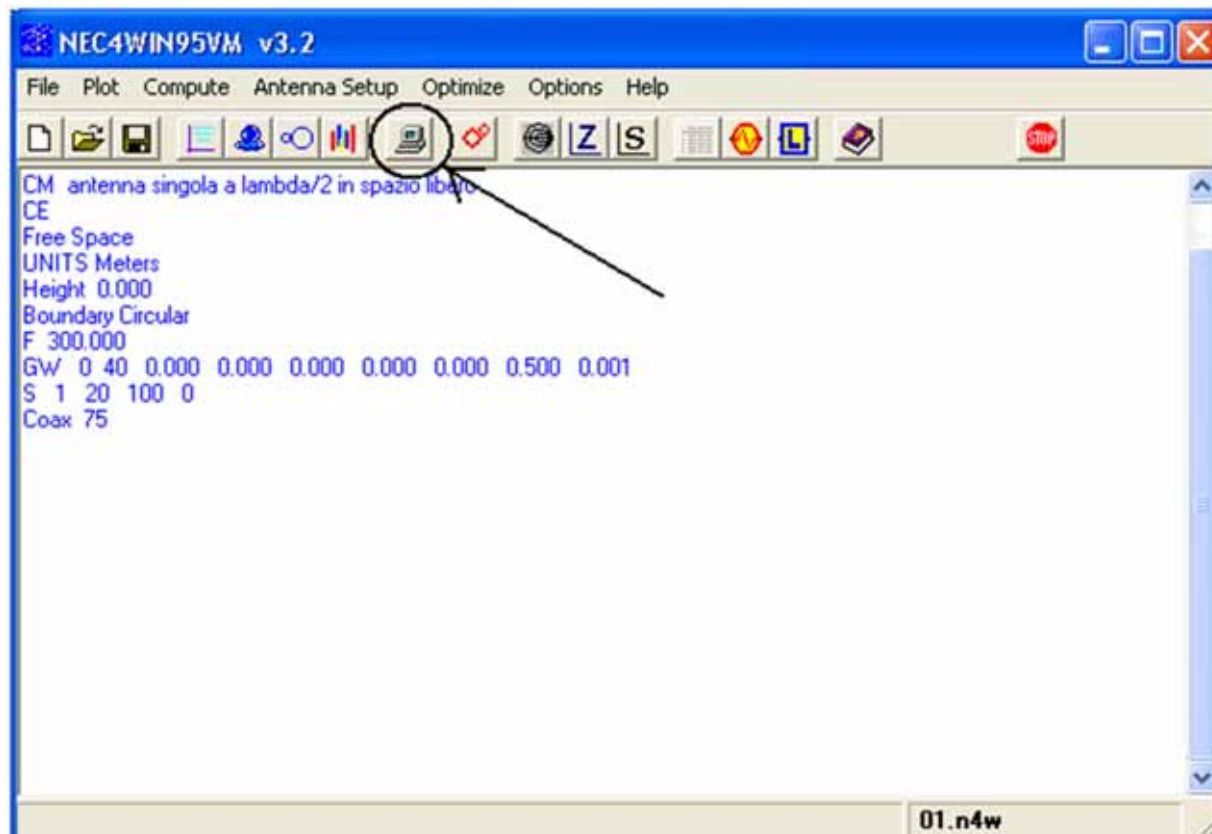 NEC4WIN95VM v3.2
File Plot Compute Antenna Setup Optimize Options Help
Z S L STOP
CM antenna singola a lambda/2 in spazio libero
CE
Free Space
UNITS Meters
Height 0.000
Boundary Circular
F 300.000
GW 0 40 0.000 0.000 0.000 0.000 0.000 0.500 0.001
S 1 20 100 0
Coax 75
01.n4w